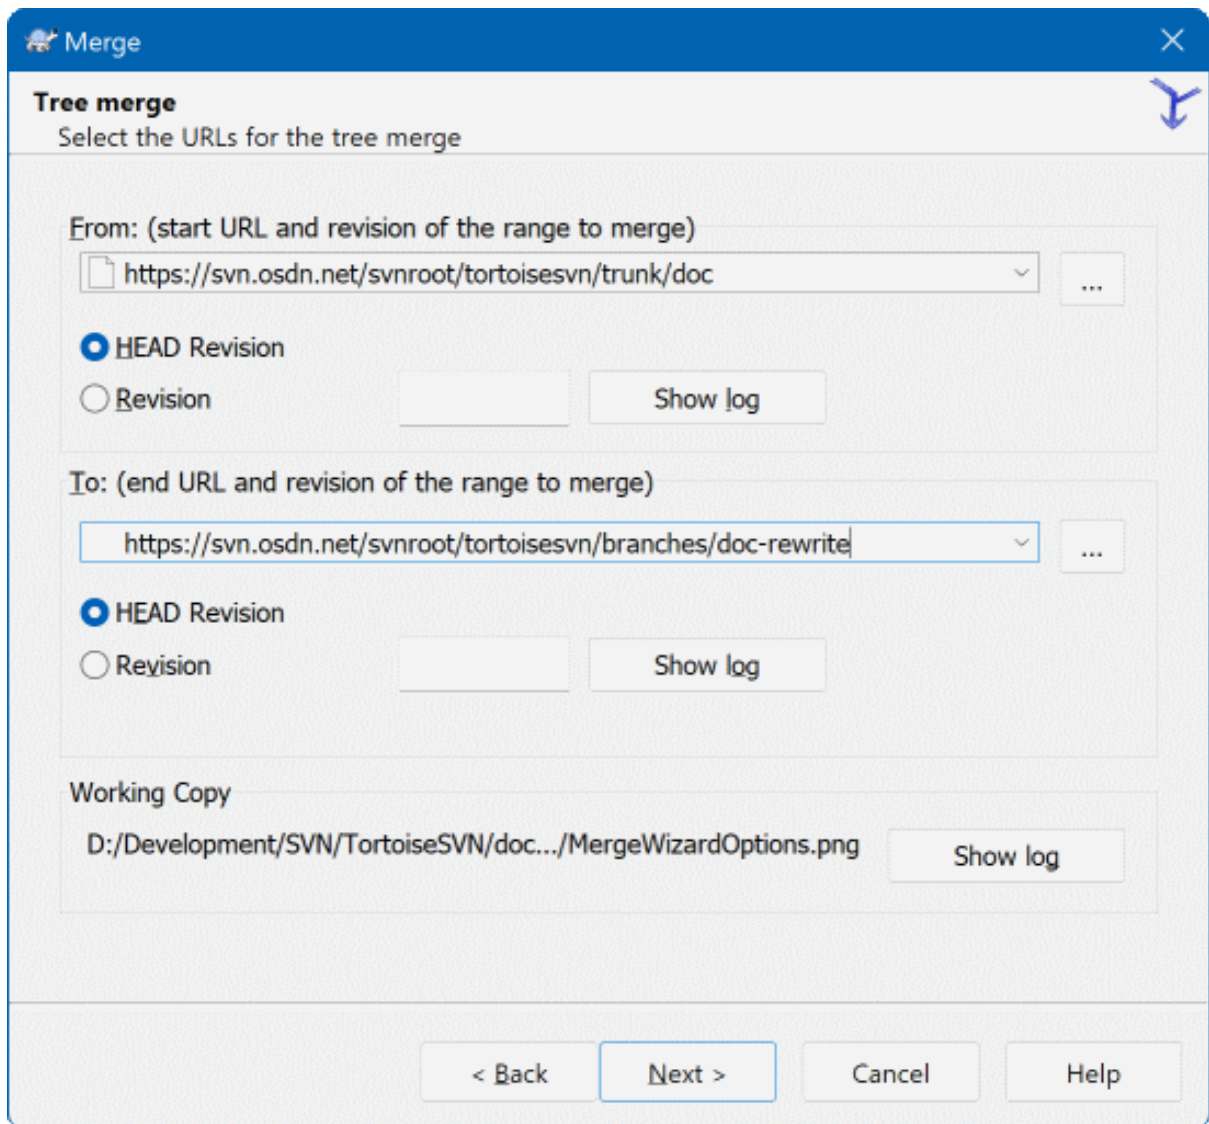 Merge
Tree merge
Select the URLs for the tree merge
From: (start URL and revision of the range to merge)
https://svn.osdn.net/svnroot/tortoisesvn/trunk/doc
...
HEAD Revision
Revision
Show log
To: (end URL and revision of the range to merge)
https://svn.osdn.net/svnroot/tortoisesvn/branches/doc-rewrite
...
HEAD Revision
Revision
Show log
Working Copy
D:/Development/SVN/TortoiseSVN/doc.../MergeWizardOptions.png
Show log
< Back
Next >
Cancel
Help